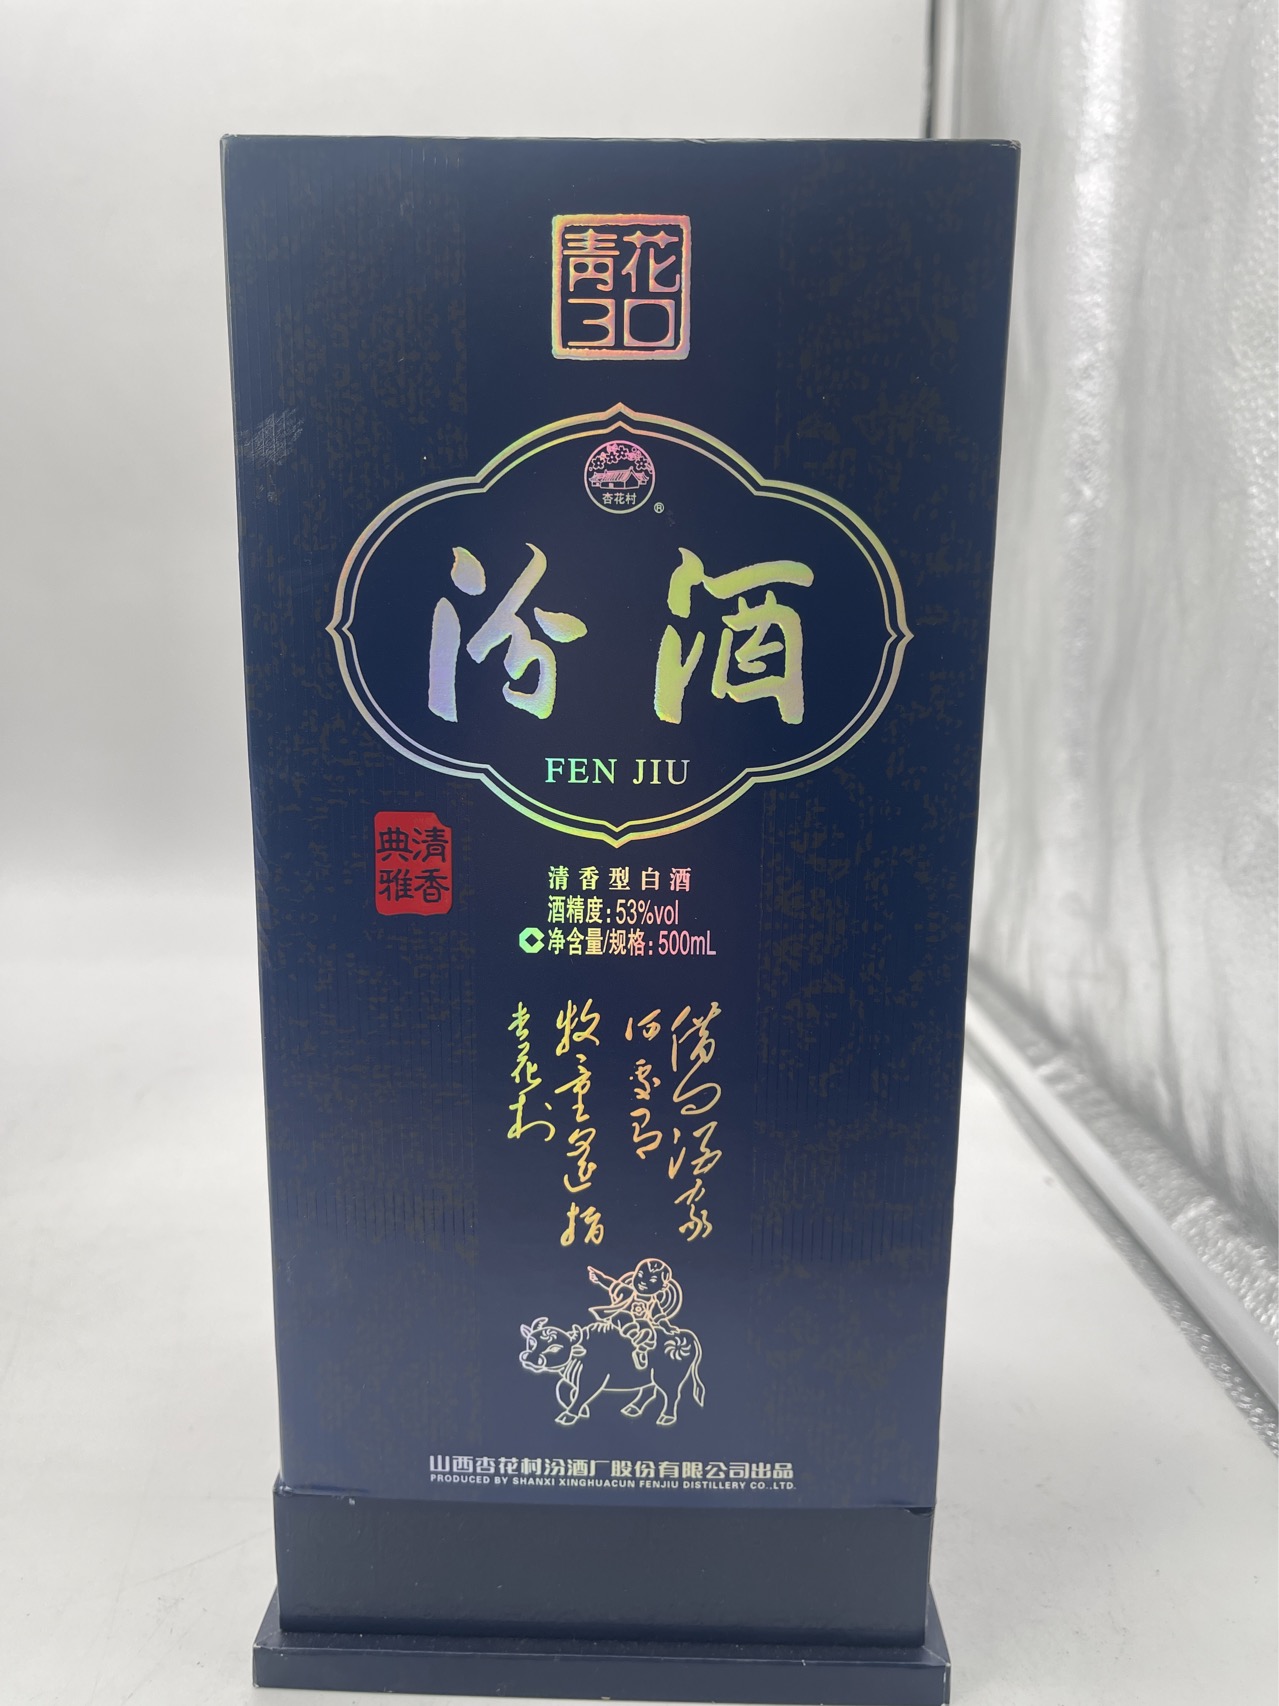 青花
30
杏花村
®
汾酒
FEN JIU
清香
典雅
清香型白酒
酒精度:53%vol
净含量/规格:500mL
借问酒家
何处有
牧童遥指
杏花村
山西杏花村汾酒厂股份有限公司出品
PRODUCED BY SHANXI XINGHUACUN FENJIU DISTILLERY CO.,LTD.